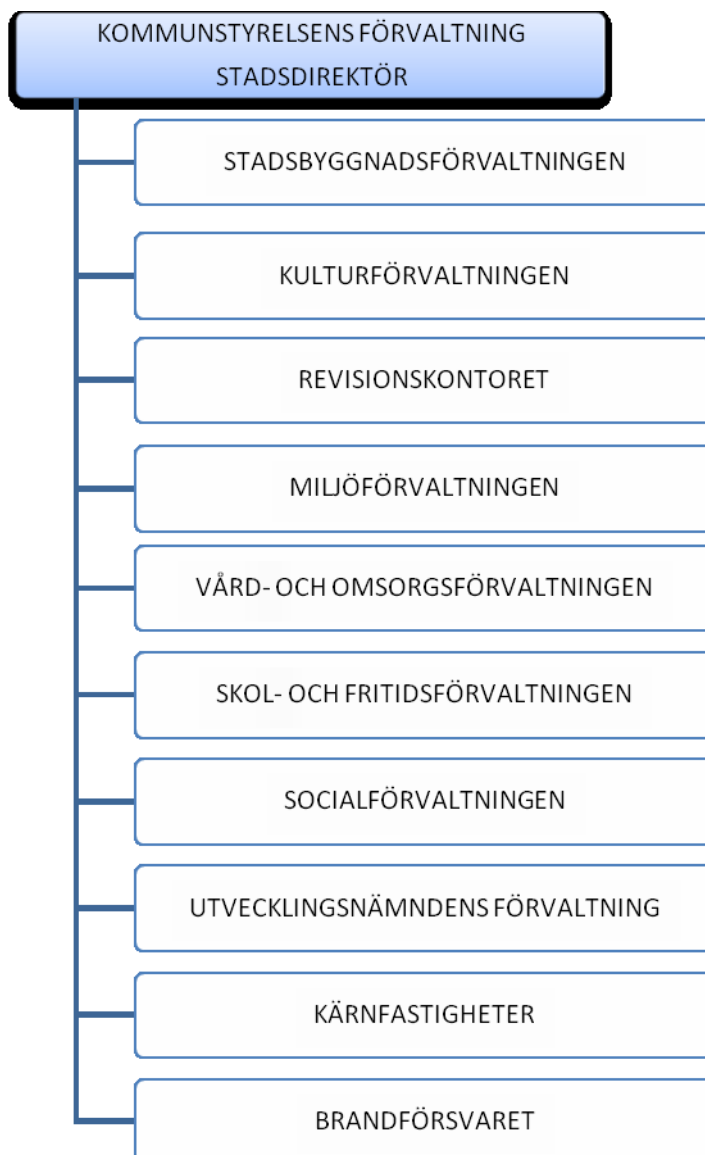 KOMMUNSTYRELSENS FÖRVALTNING
STADSDIREKTÖR
STADSBYGGNADSFÖRVALTNINGEN
KULTURFÖRVALTNINGEN
REVISIONSKONTORET
MILJÖFÖRVALTNINGEN
VÅRD- OCH OMSORGSFÖRVALTNINGEN
SKOL- OCH FRITIDSFÖRVALTNINGEN
SOCIALFÖRVALTNINGEN
UTVECKLINGSNÄMNDENS FÖRVALTNING
KÄRNFASTIGHETER
BRANDFÖRSVARET